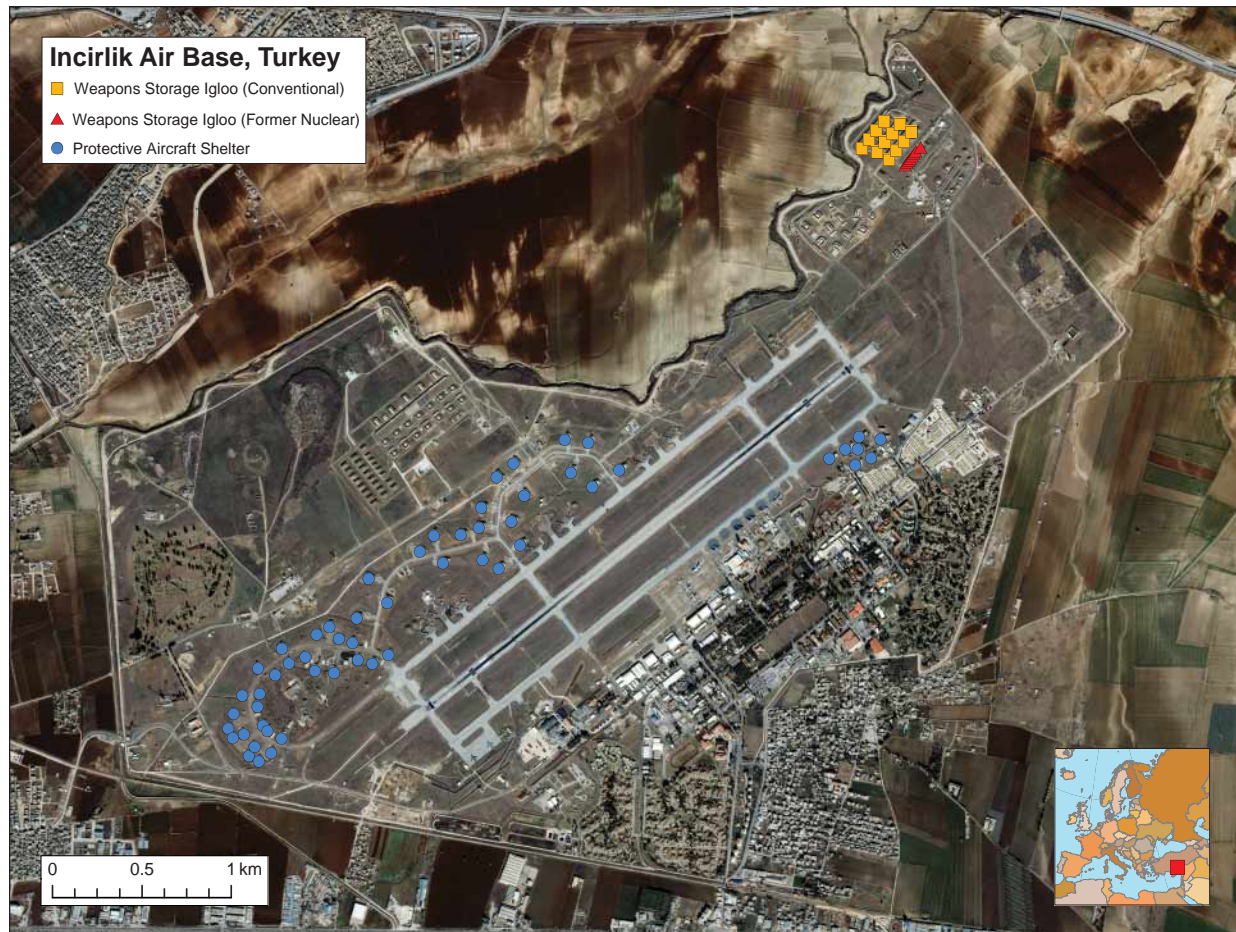 Incirlik Air Base, Turkey
Weapons Storage Igloo (Conventional)
Weapons Storage Igloo (Former Nuclear)
Protective Aircraft Shelter
0 0.5 1 km